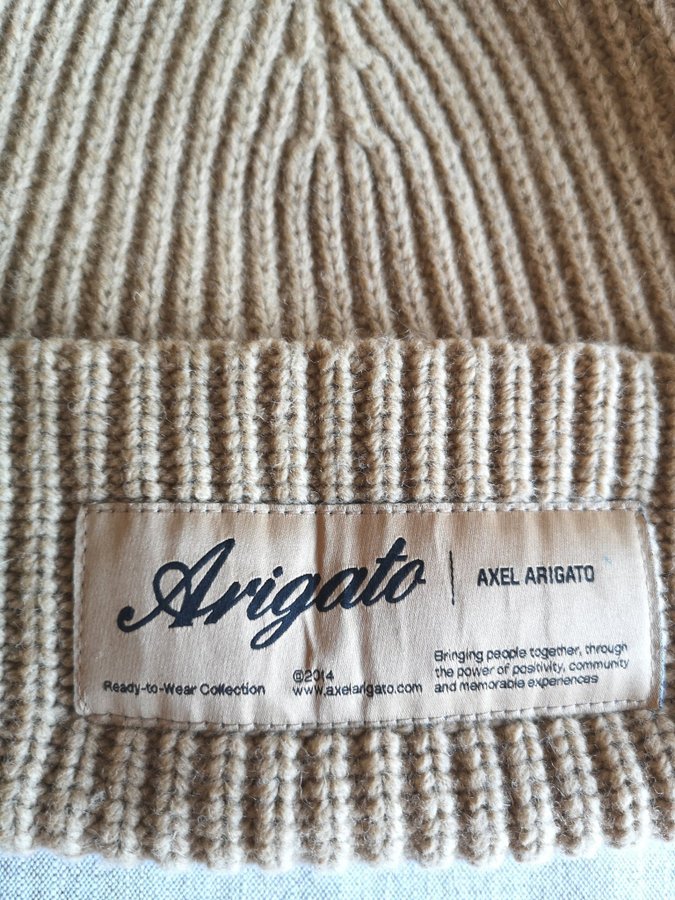 Arigato
AXEL ARIGATO
Ready-to-Wear Collection
©2014
www.axelarigato.com
Bringing people together, through
the power of positivity, community
and memorable experiences